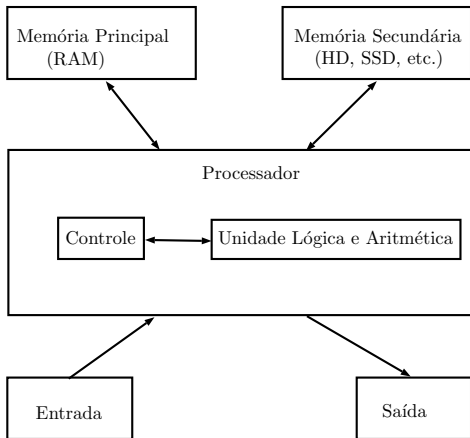 Memória Principal
(RAM)
Memória Secundária
(HD, SSD, etc.)
Processador
Controle
Unidade Lógica e Aritmética
Entrada
Saída